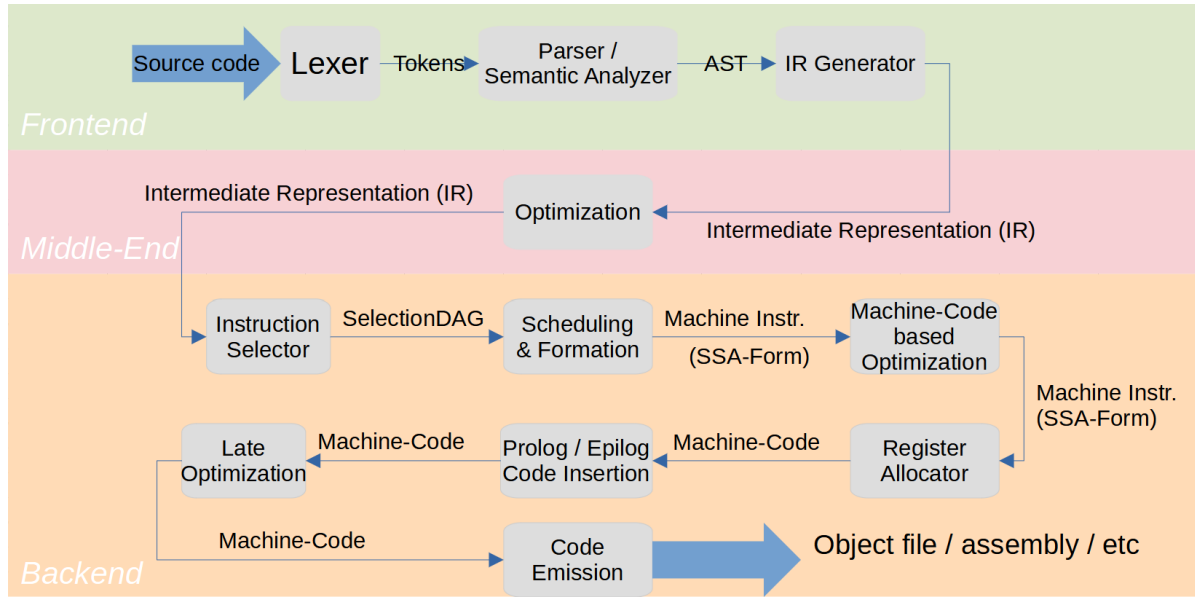 Source code
Lexer
Tokens
Parser /
Semantic Analyzer
AST
IR Generator
Frontend
Intermediate Representation (IR)
Optimization
Intermediate Representation (IR)
Middle-End
Instruction
Selector
SelectionDAG
Scheduling
& Formation
Machine Instr.
(SSA-Form)
Machine-Code
based
Optimization
Machine Instr.
(SSA-Form)
Late
Optimization
Machine-Code
Prolog / Epilog
Code Insertion
Machine-Code
Register
Allocator
Machine-Code
Code
Emission
Object file / assembly / etc
Backend